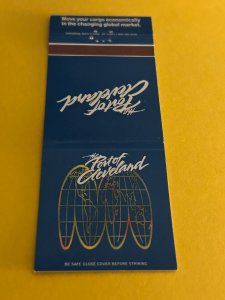 Move your cargo economically
in the changing global market.
The
Port of
Cleveland
The
Port of
Cleveland
BE SAFE CLOSE COVER BEFORE STRIKING